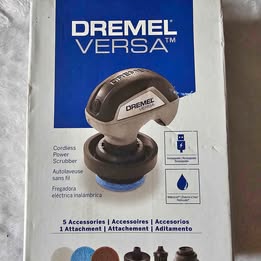 DREMEL
VERSA™
DREMEL
Cordless
Power
Scrubber
Autolaveuse
sans fil
Fregadora
eléctrica inalámbrica
5 Accessories | Accessoires | Accesorios
1 Attachment | Attachement | Aditamento